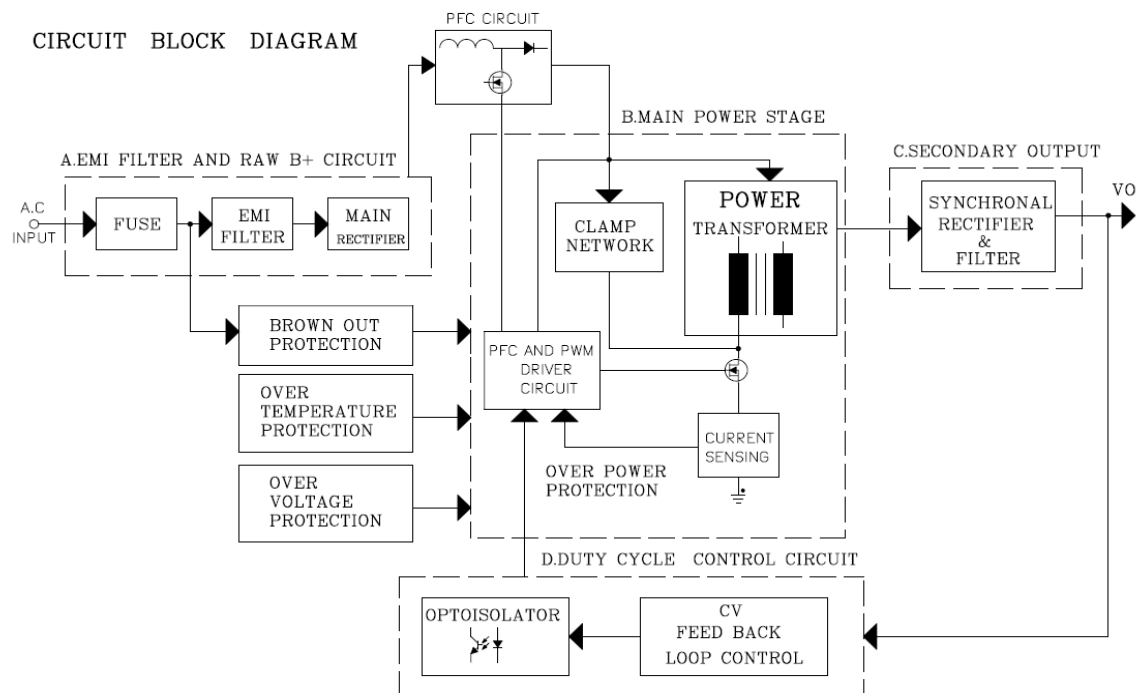 CIRCUIT BLOCK DIAGRAM
PFC CIRCUIT
B.MAIN POWER STAGE
A.EMI FILTER AND RAW B+ CIRCUIT
C.SECONDARY OUTPUT
A.C
INPUT
FUSE
EMI
FILTER
MAIN
RECTIFIER
CLAMP
NETWORK
POWER
TRANSFORMER
SYNCHRONAL
RECTIFIER
&
FILTER
VO
BROWN OUT
PROTECTION
PFC AND PWM
DRIVER
CIRCUIT
OVER
TEMPERATURE
PROTECTION
CURRENT
SENSING
OVER POWER
PROTECTION
OVER
VOLTAGE
PROTECTION
D.DUTY CYCLE CONTROL CIRCUIT
OPTOISOLATOR
CV
FEED BACK
LOOP CONTROL